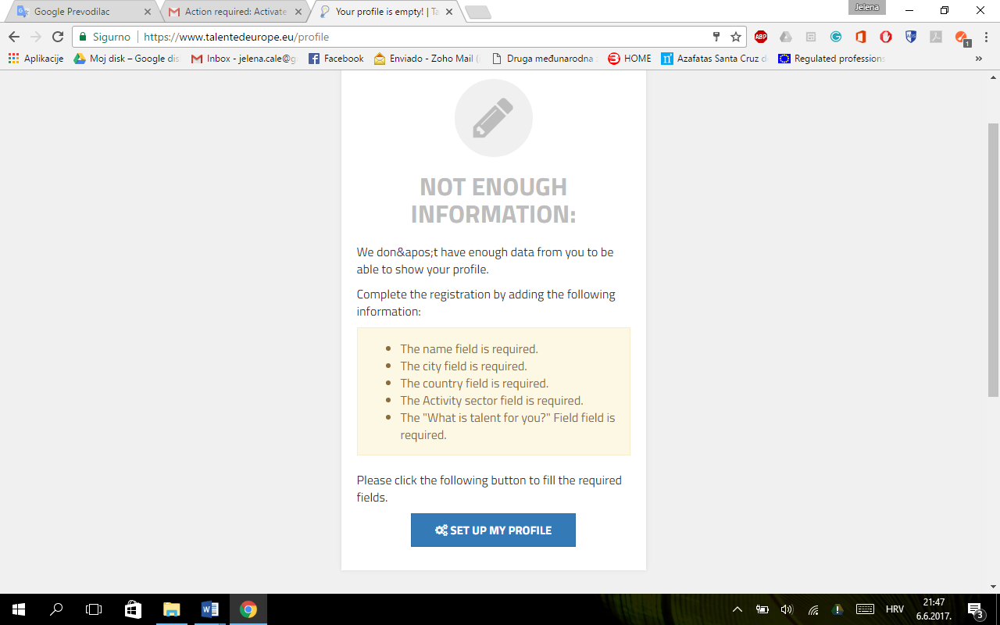 Google Prevodilac
Action required: Activate
Your profile is empty! | Ta
Jelena
Sigurno
https://www.talentedeurope.eu/profile
ABP
1
Aplikacije
Moj disk – Google dis
Inbox - jelena.cale@g
Facebook
Enviado - Zoho Mail (
Druga međunarodna
HOME
Azafatas Santa Cruz d
Regulated professions
»
NOT ENOUGH
INFORMATION:
We don&apos;t have enough data from you to be
able to show your profile.
Complete the registration by adding the following
information:
• The name field is required.
• The city field is required.
• The country field is required.
• The Activity sector field is required.
• The "What is talent for you?" Field field is
required.
Please click the following button to fill the required
fields.
SET UP MY PROFILE
HRV
21:47
6.6.2017.
3